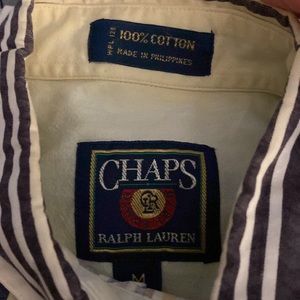 100% COTTON
MADE IN PHILIPPINES
CHAPS
RALPH LAUREN
M